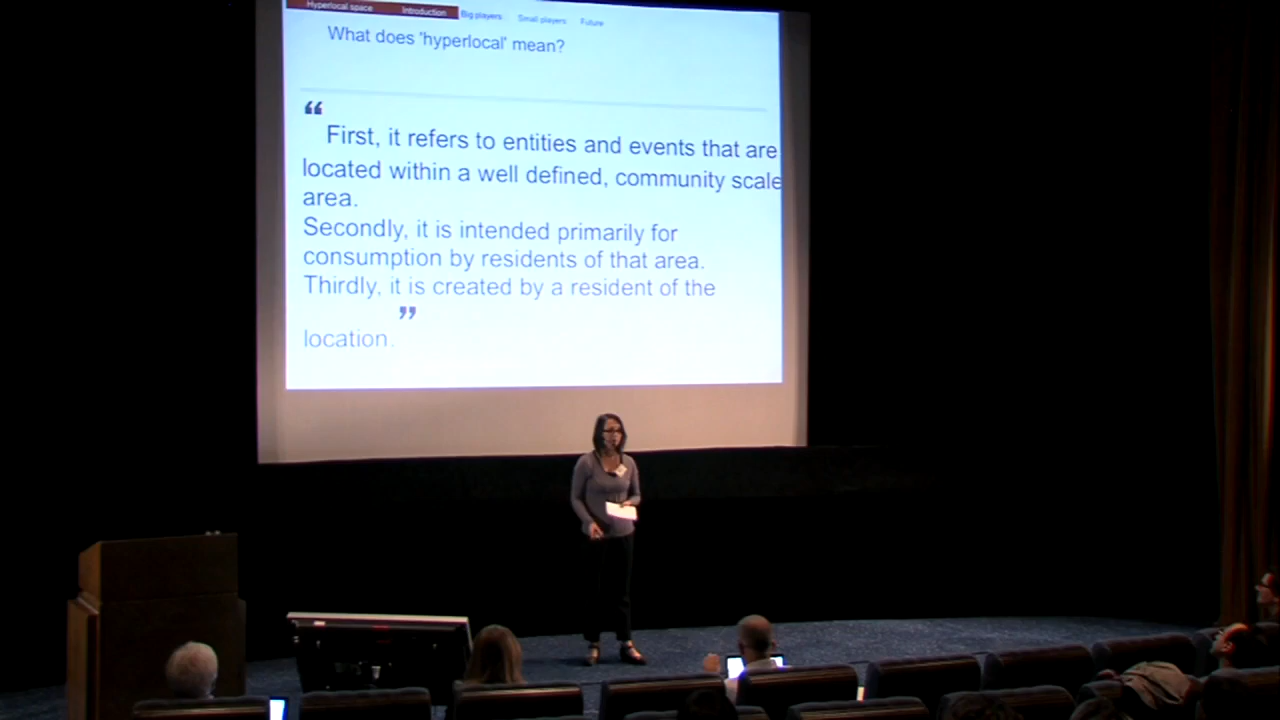 Hyperlocal space Introduction Big players Small players Future
What does 'hyperlocal' mean?
“
First, it refers to entities and events that are
located within a well defined, community scale
area.
Secondly, it is intended primarily for
consumption by residents of that area.
Thirdly, it is created by a resident of the
”
location.